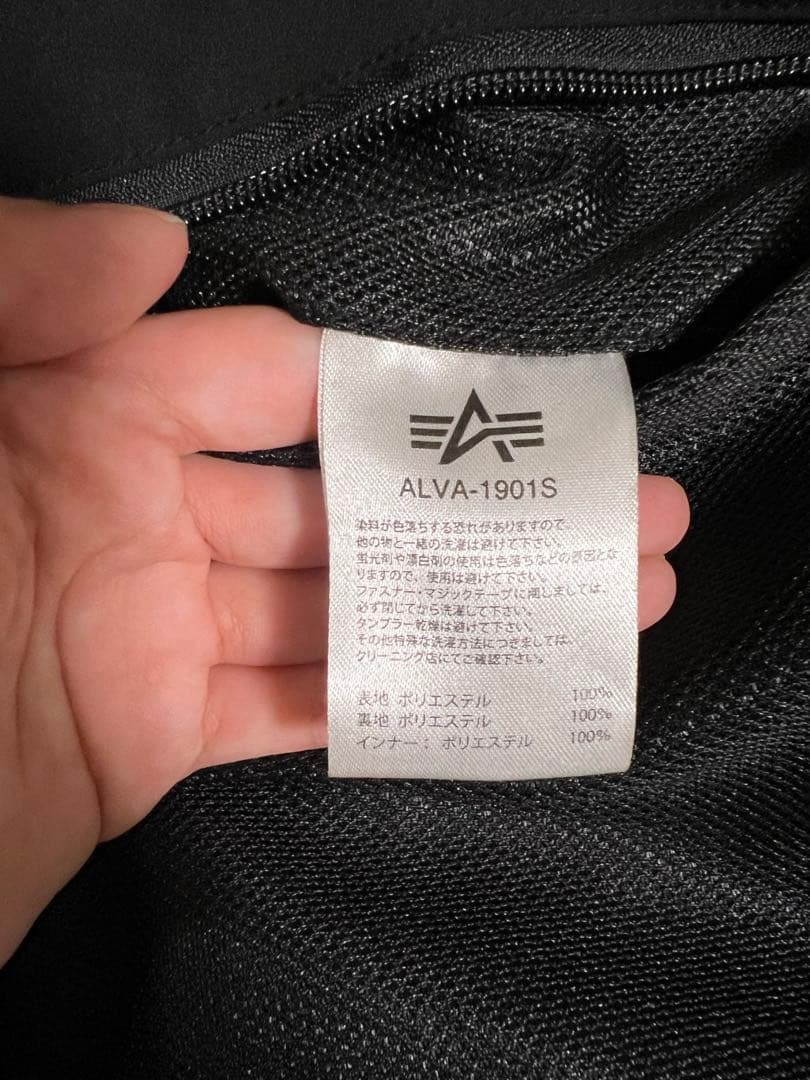 ALVA-1901S
染料が色落ちする恐れがありますので、
他の物と一緒の洗濯は避けて下さい。
蛍光剤や漂白剤の使用は色落ちなどの原因とな
りますので、使用は避けて下さい。
ファスナー・マジックテープに関しましては、
必ず閉じてから洗濯して下さい。
タンブラー乾燥は避けて下さい。
その他特殊な洗濯方法につきましては、
クリーニング店にてご確認下さい。
表地 ポリエステル 100%
裏地 ポリエステル 100%
インナー： ポリエステル 100%